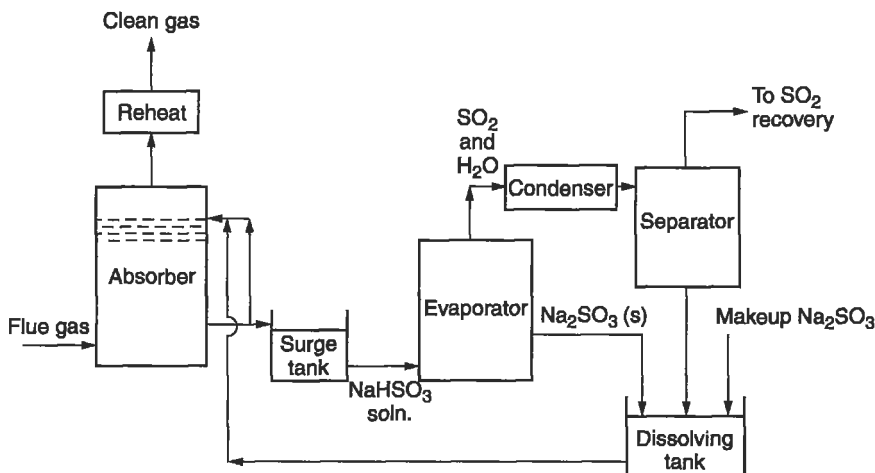 Clean gas
Reheat
Absorber
Flue gas
Surge
tank
NaHSO₃
soln.
SO₂
and
H₂O
Evaporator
Condenser
Separator
To SO₂
recovery
Na₂SO₃ (s)
Makeup Na₂SO₃
Dissolving
tank